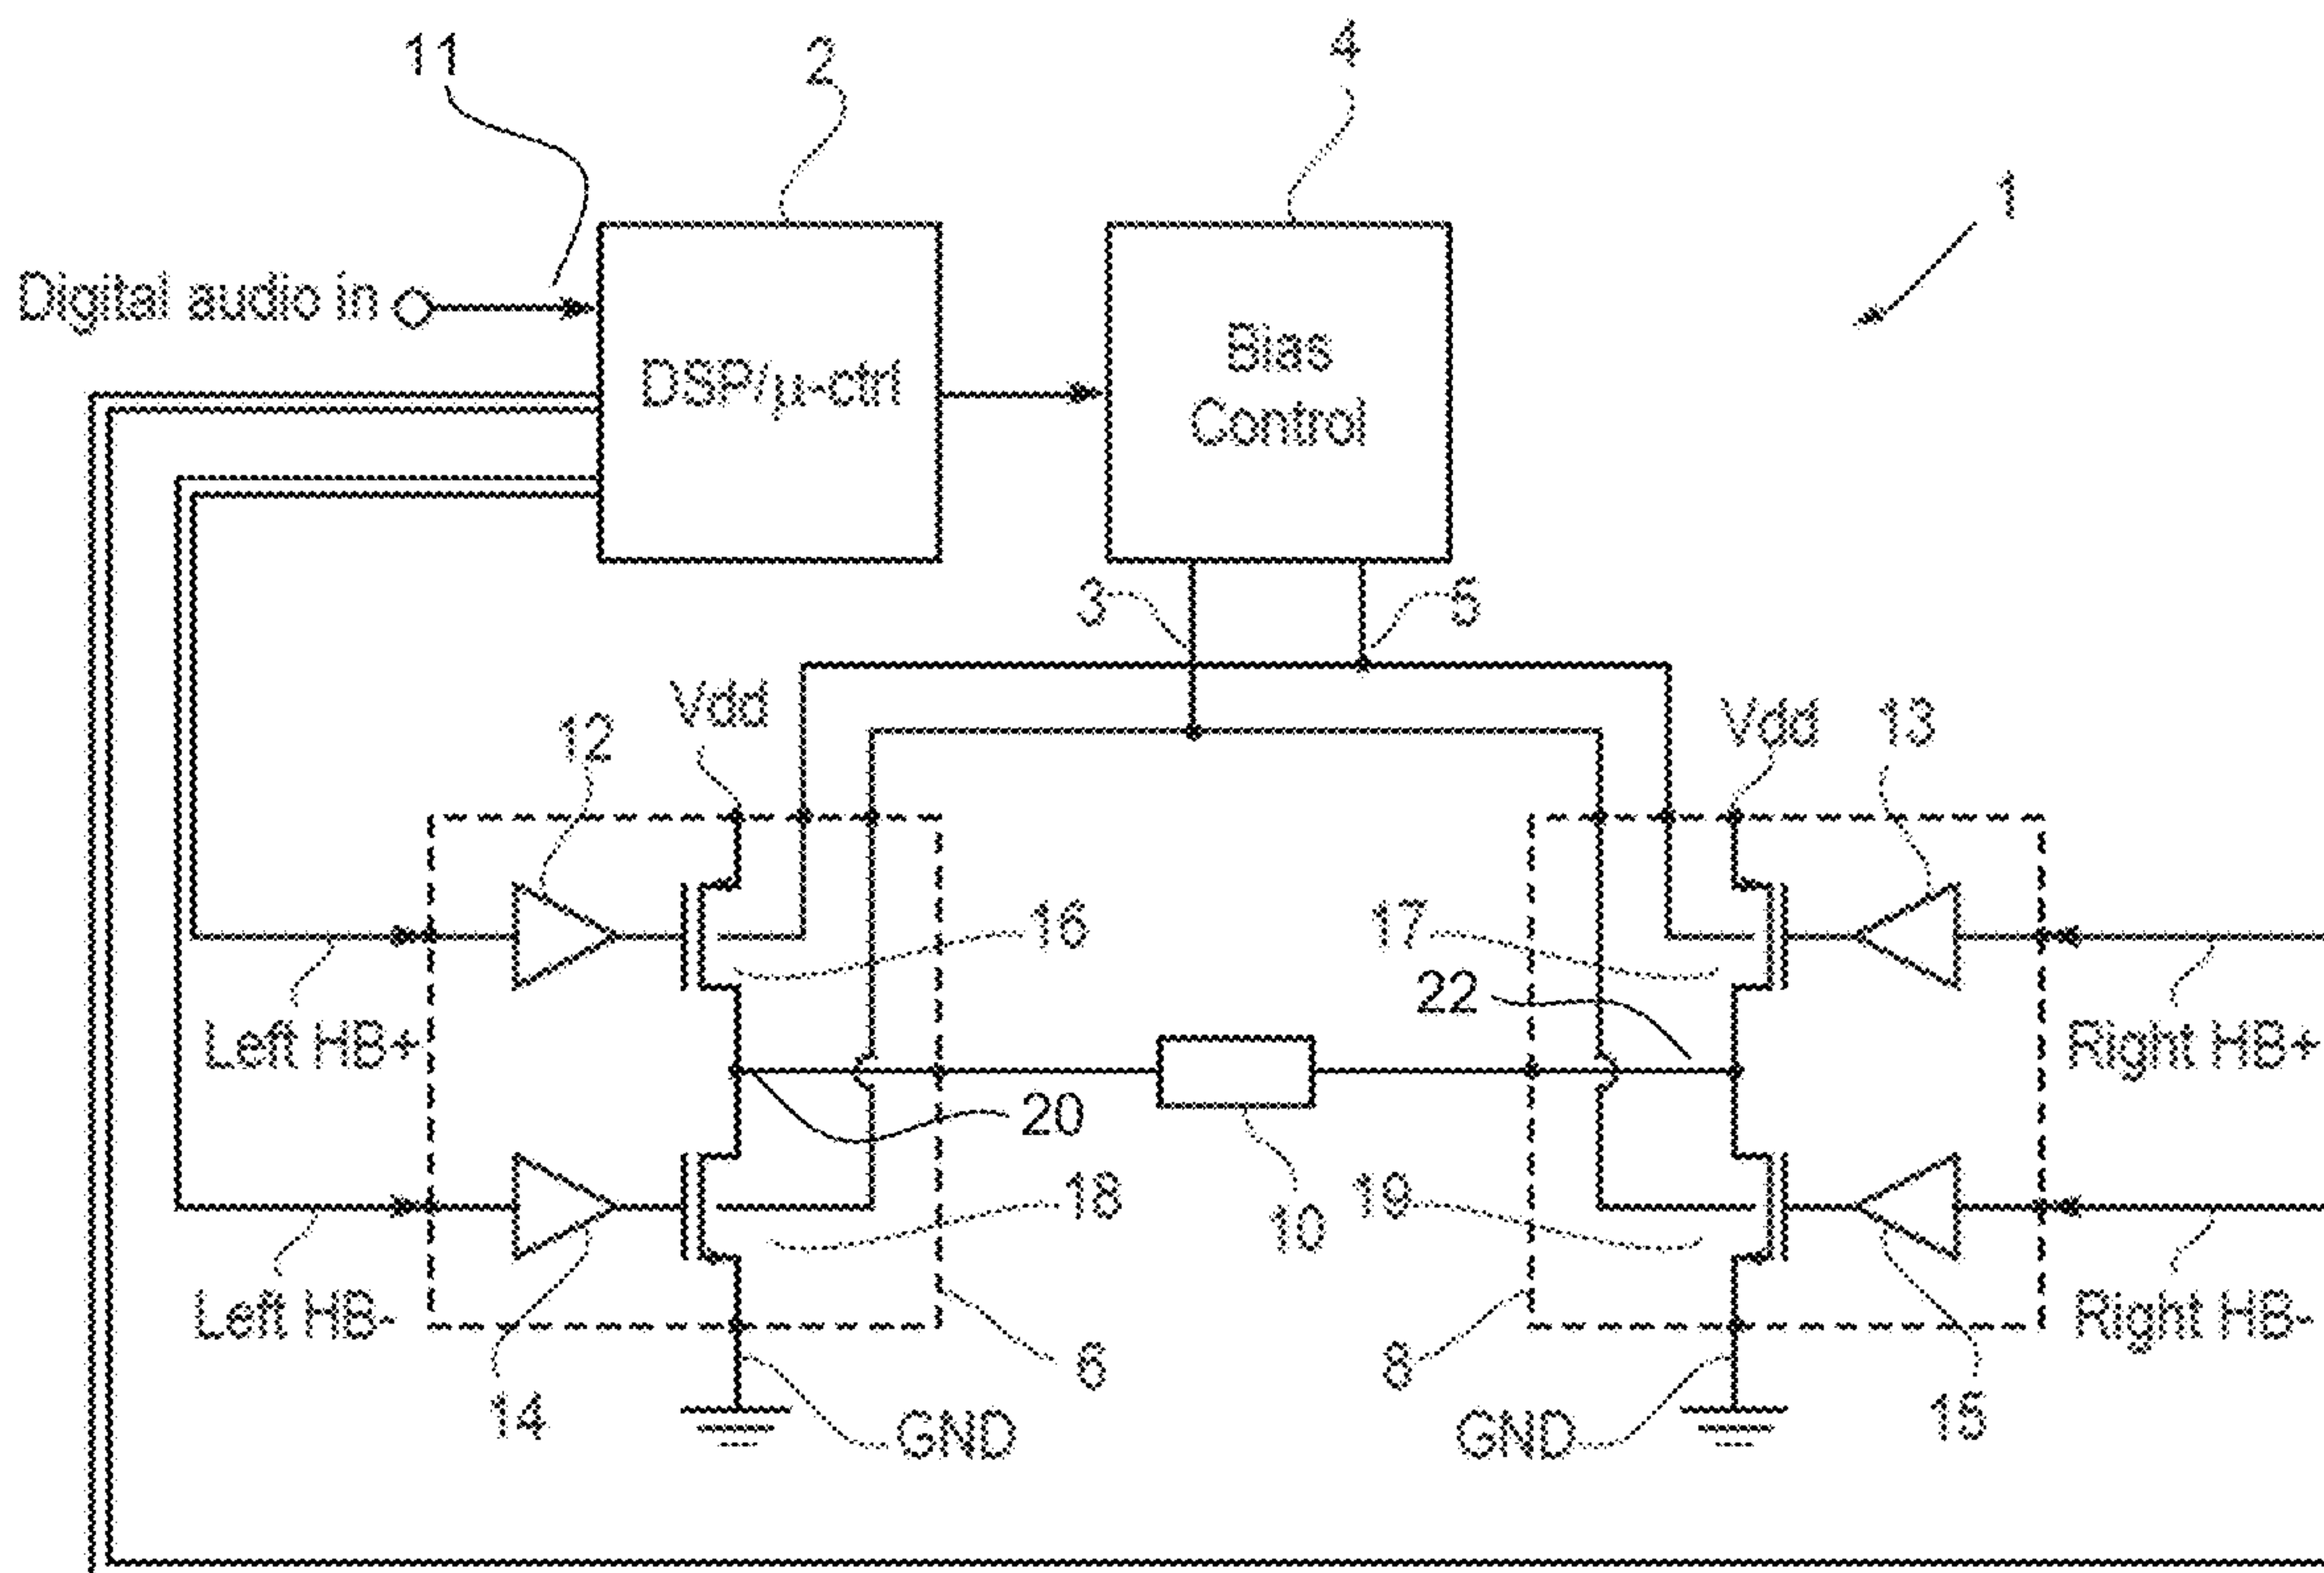 11
2
4
1
Digital audio in
DSP/μ-ctrl
Bias
Control
3
5
12
Vdd
Vdd
13
16
17
22
Left HB+
Right HB+
20
18
10
19
Left HB-
Right HB-
6
8
14
GND
GND
15